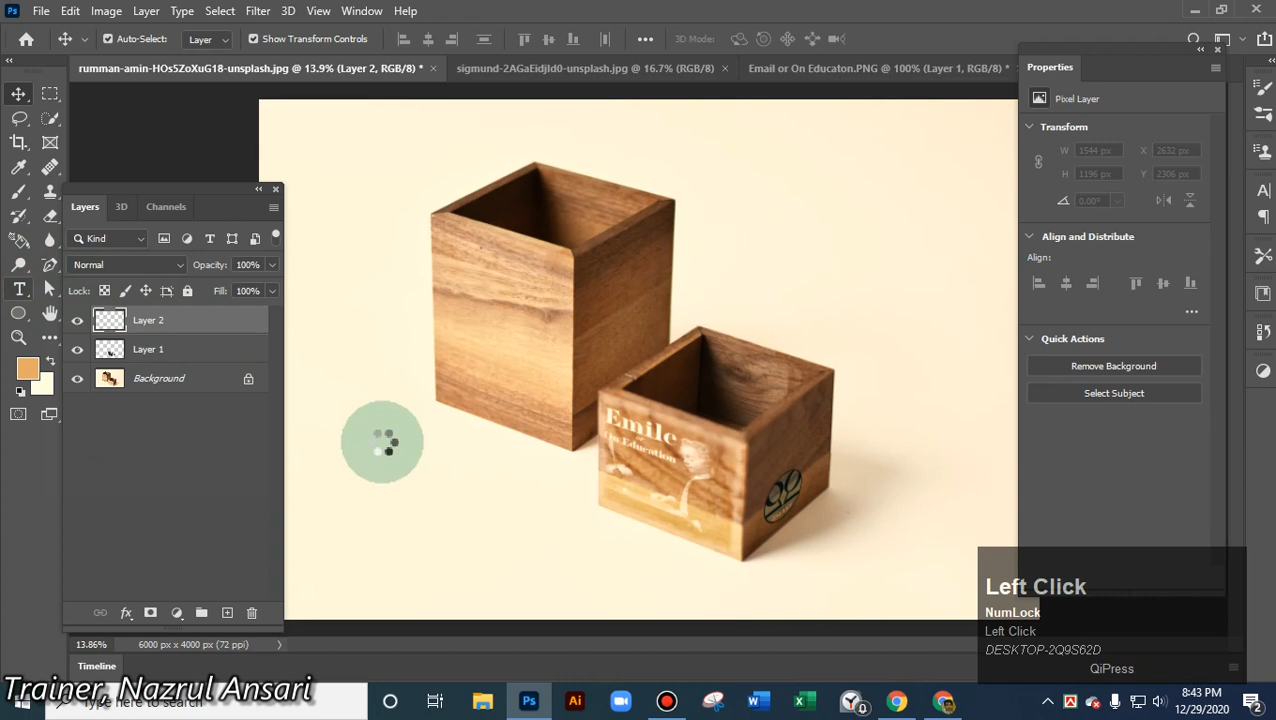 Ps File Edit Image Layer Type Select Filter 3D View Window Help
Auto-Select: Layer Show Transform Controls 3D Mode:
rumman-amin-HOs5ZoXuG18-unsplash.jpg @ 13.9% (Layer 2, RGB/8) * × sigmund-2AGaEidjId0-unsplash.jpg @ 16.7% (RGB/8) × Email or On Educaton.PNG @ 100% (Layer 1, RGB/8) *
Properties
Pixel Layer
Transform
W 1544 px X 2632 px
H 1196 px Y 2306 px
0.00°
Align and Distribute
Align:
Quick Actions
Remove Background
Select Subject
Layers 3D Channels
Kind
Normal Opacity: 100%
Lock: Fill: 100%
Layer 2
Layer 1
Background
fx
Emile
or
On Education
13.86% 6000 px x 4000 px (72 ppi)
Timeline
Left Click
NumLock
Left Click
DESKTOP-2Q9S62D
QiPress
Trainer, Nazrul Ansari
Type here to search
8:43 PM
12/29/2020
2